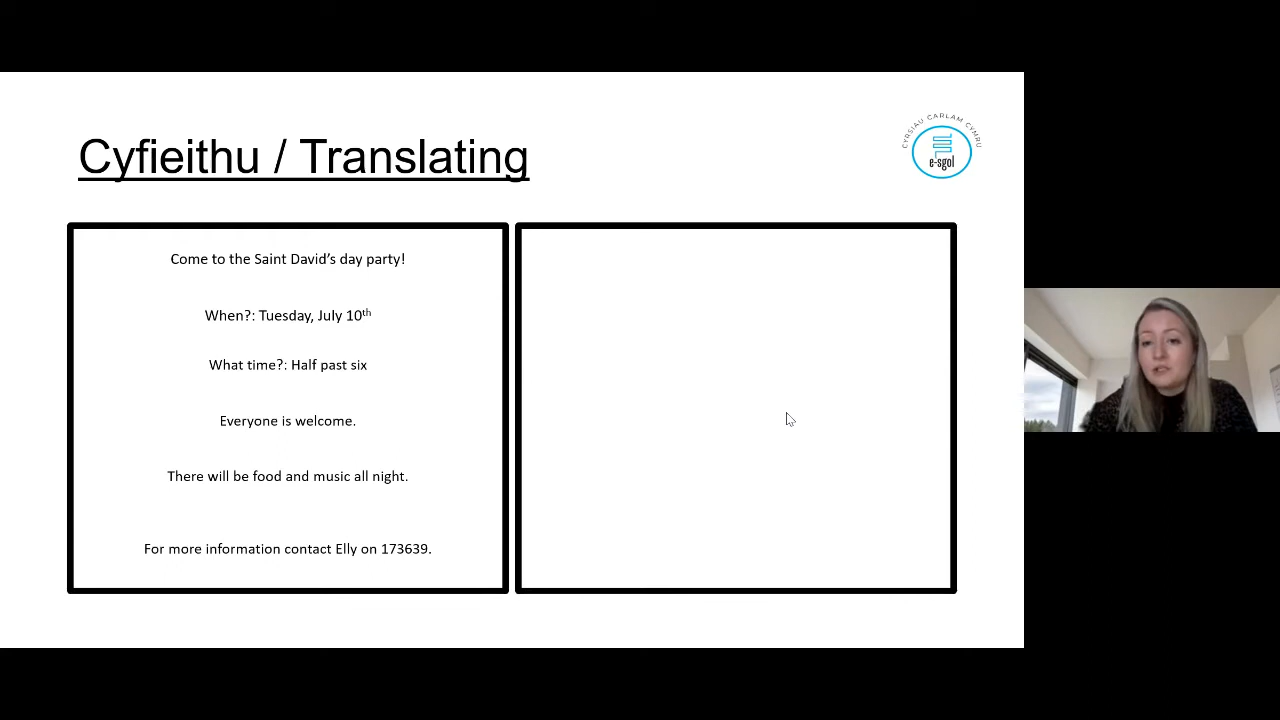 Cyfieithu / Translating
CYRSIAU CARLAM CYMRU
e-sgol
Come to the Saint David’s day party!
When?: Tuesday, July 10th
What time?: Half past six
Everyone is welcome.
There will be food and music all night.
For more information contact Elly on 173639.